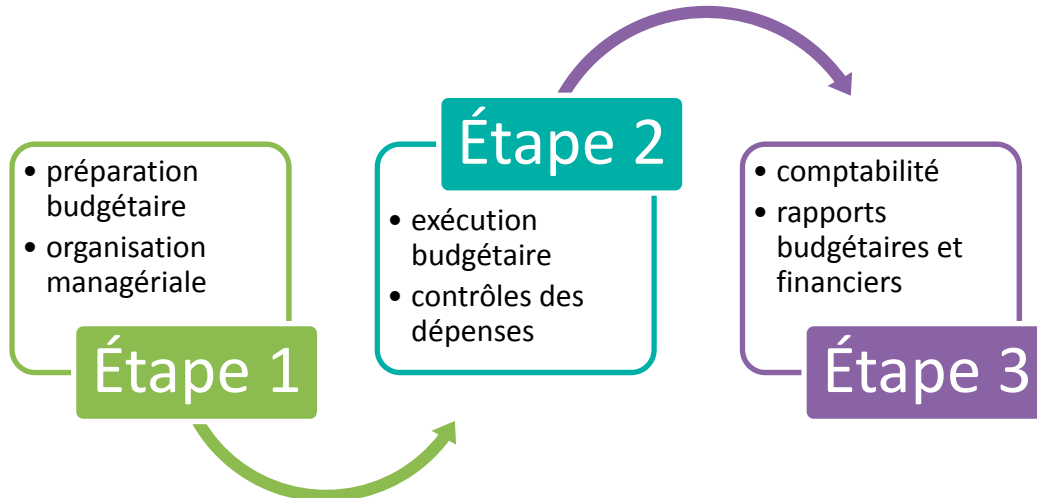 • préparation
budgétaire
• organisation
managériale
Étape 1
Étape 2
• exécution
budgétaire
• contrôles des
dépenses
• comptabilité
• rapports
budgétaires et
financiers
Étape 3